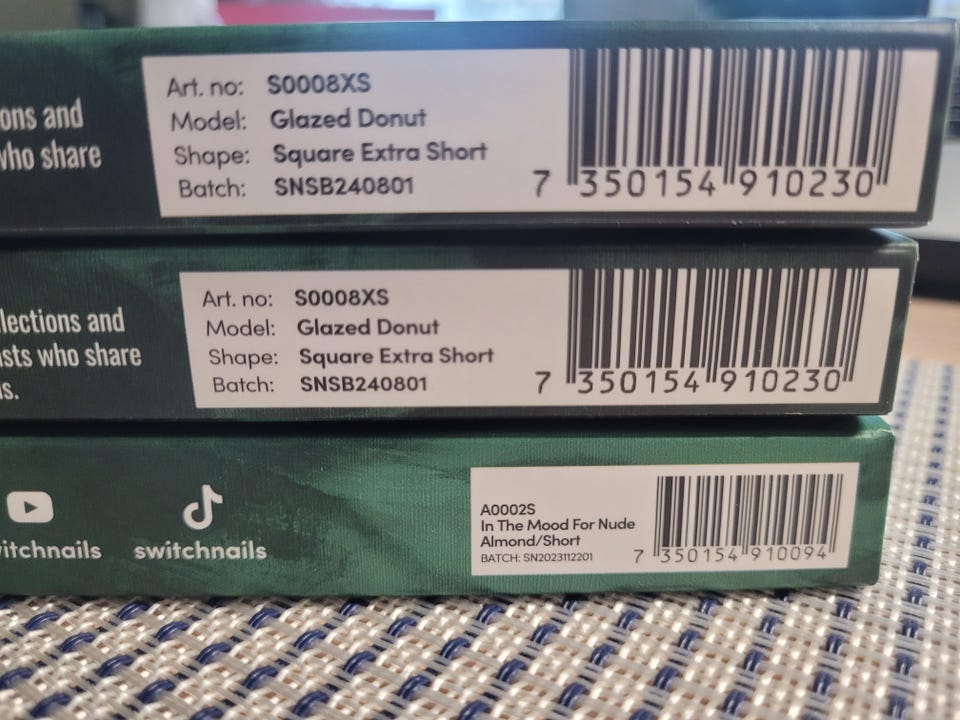 ons and
who share
Art. no: S0008XS
Model: Glazed Donut
Shape: Square Extra Short
Batch: SNSB240801
7 350154 910230
lections and
sts who share
s.
Art. no: S0008XS
Model: Glazed Donut
Shape: Square Extra Short
Batch: SNSB240801
7 350154 910230
itchnails
switchnails
A0002S
In The Mood For Nude
Almond/Short
BATCH: SN2023112201
7 350154 910094